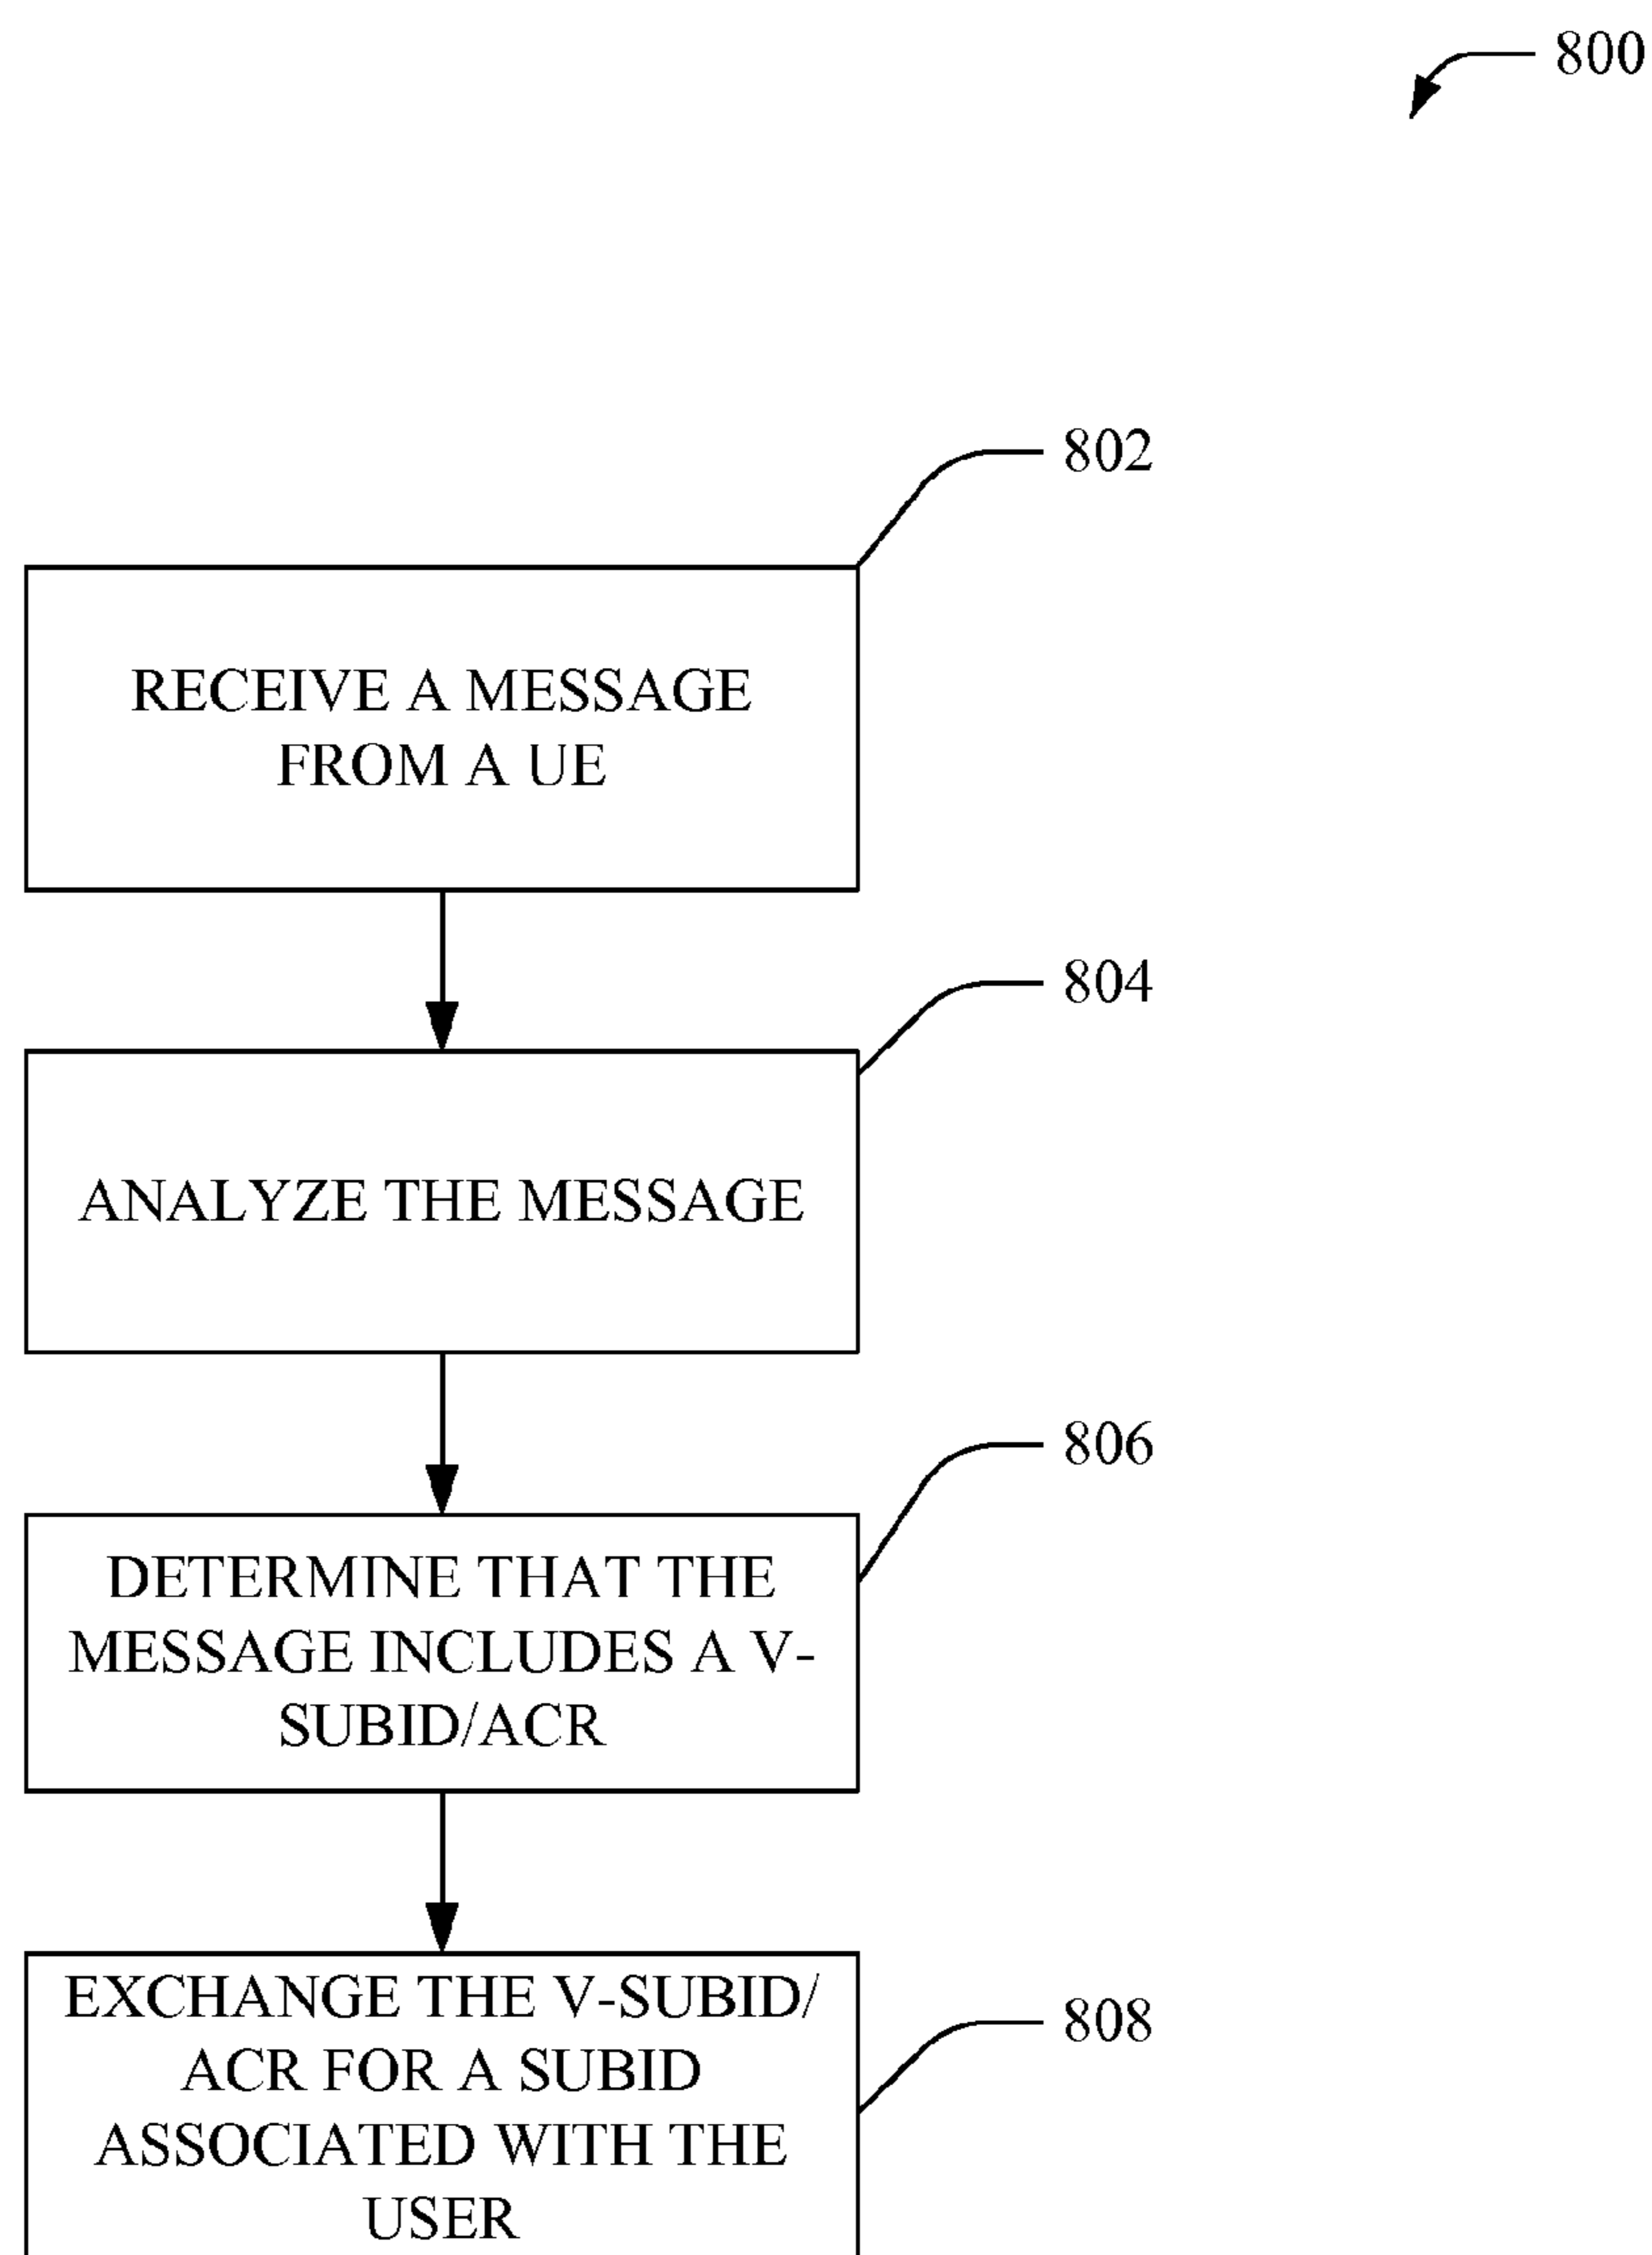 800
802
RECEIVE A MESSAGE
FROM A UE
804
ANALYZE THE MESSAGE
806
DETERMINE THAT THE
MESSAGE INCLUDES A V-
SUBID/ACR
808
EXCHANGE THE V-SUBID/
ACR FOR A SUBID
ASSOCIATED WITH THE
USER